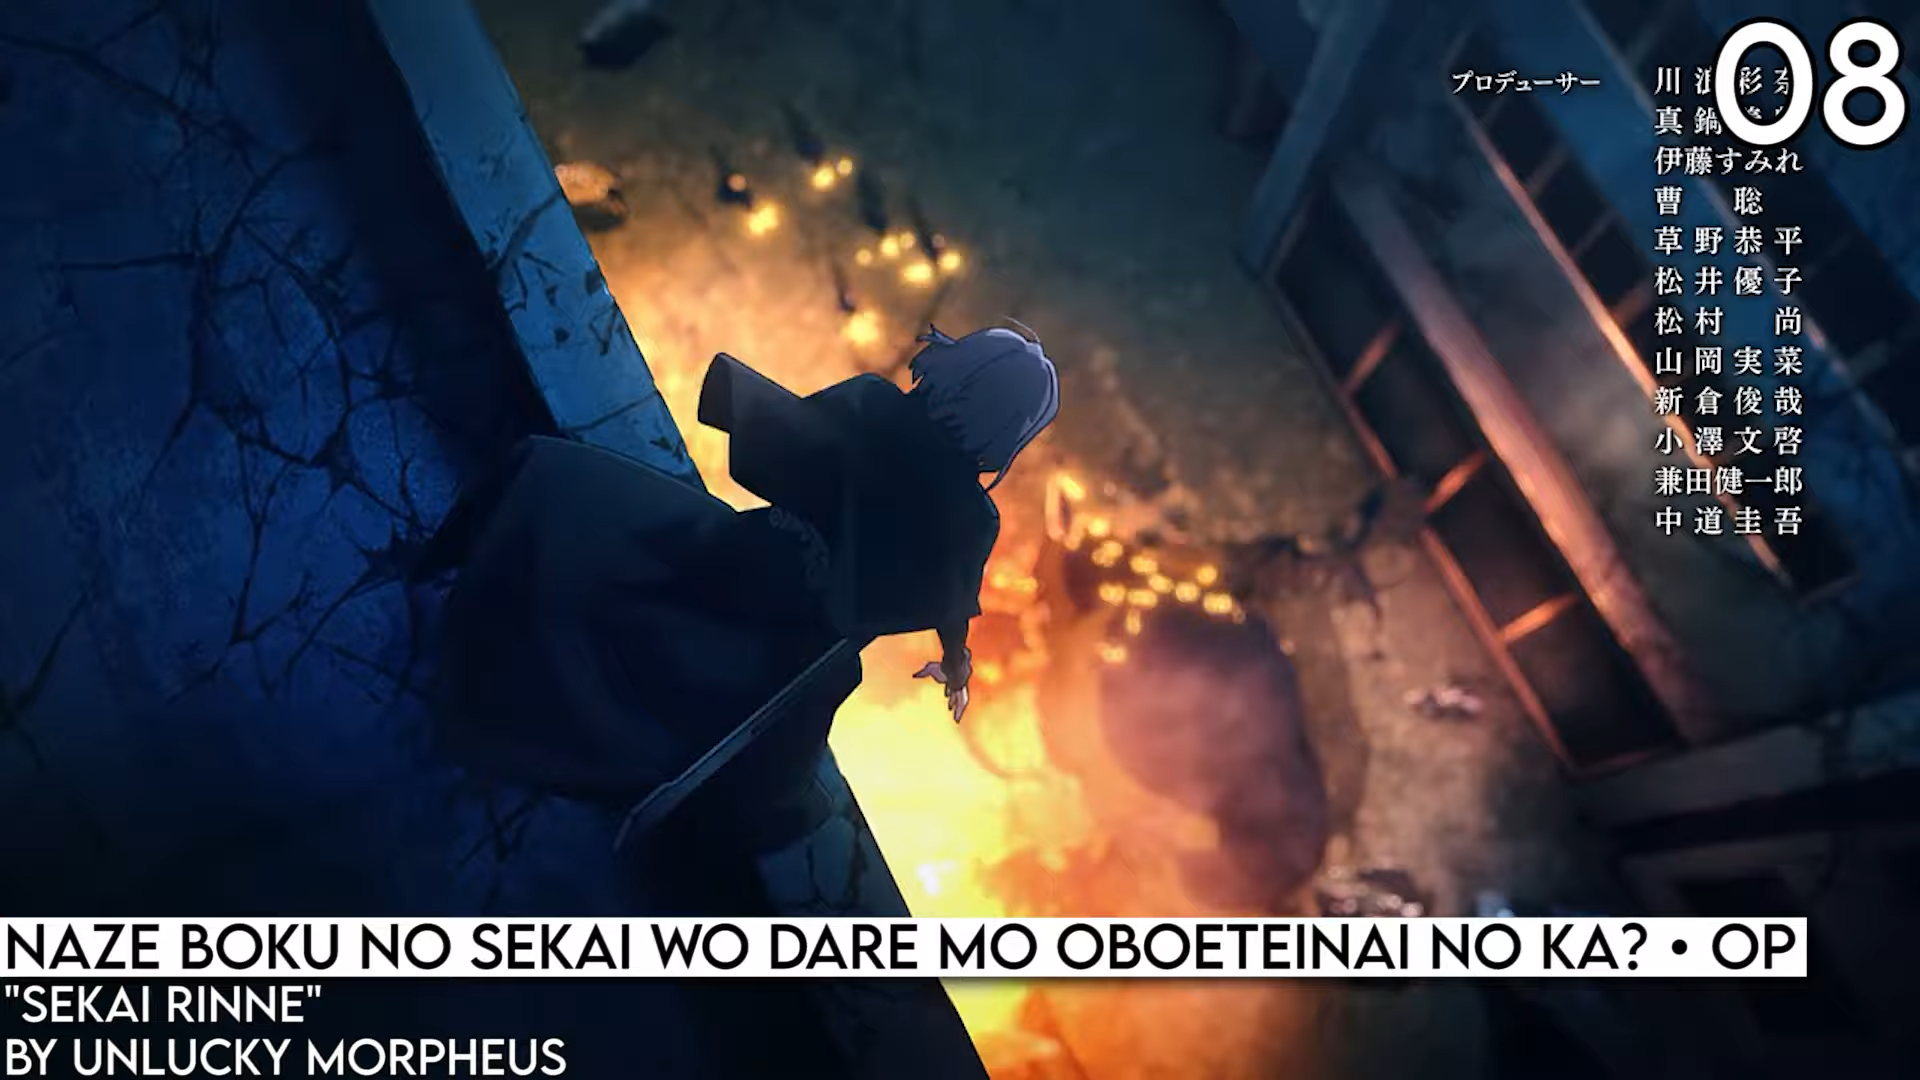 08
プロデューサー
川
真鍋
伊藤すみれ
曹 聡
草野恭平
松井優子
松村 尚
山岡実菜
新倉俊哉
小澤文啓
兼田健一郎
中道圭吾
NAZE BOKU NO SEKAI WO DARE MO OBOETEINAI NO KA? • OP
"SEKAI RINNE"
BY UNLUCKY MORPHEUS